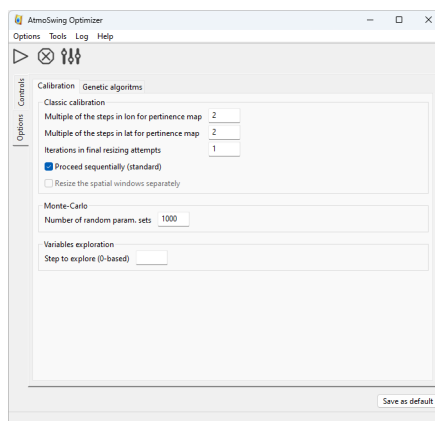 AtmoSwing Optimizer
Options Tools Log Help
Controls
Options
Calibration Genetic algoritms
Classic calibration
Multiple of the steps in lon for pertinence map 2
Multiple of the steps in lat for pertinence map 2
Iterations in final resizing attempts 1
Proceed sequentially (standard)
Resize the spatial windows separately
Monte-Carlo
Number of random param. sets 1000
Variables exploration
Step to explore (0-based)
Save as default